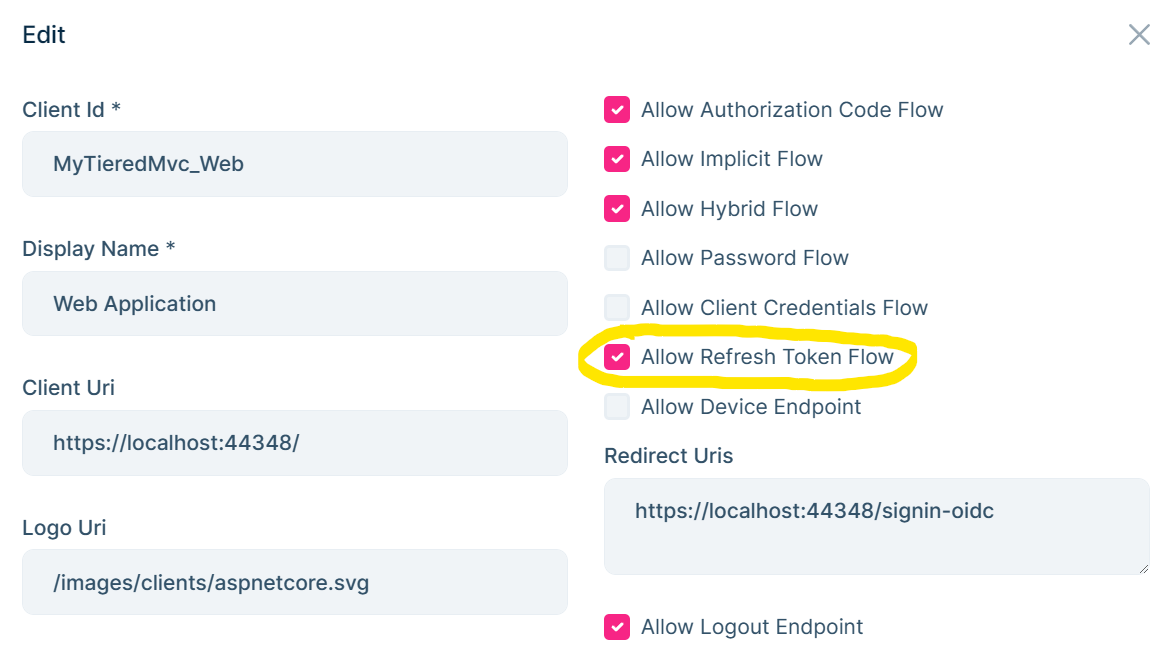 Edit
Client Id *
MyTieredMvc_Web
Display Name *
Web Application
Client Uri
https://localhost:44348/
Logo Uri
/images/clients/aspnetcore.svg
Allow Authorization Code Flow
Allow Implicit Flow
Allow Hybrid Flow
Allow Password Flow
Allow Client Credentials Flow
Allow Refresh Token Flow
Allow Device Endpoint
Redirect Uris
https://localhost:44348/signin-oidc
Allow Logout Endpoint